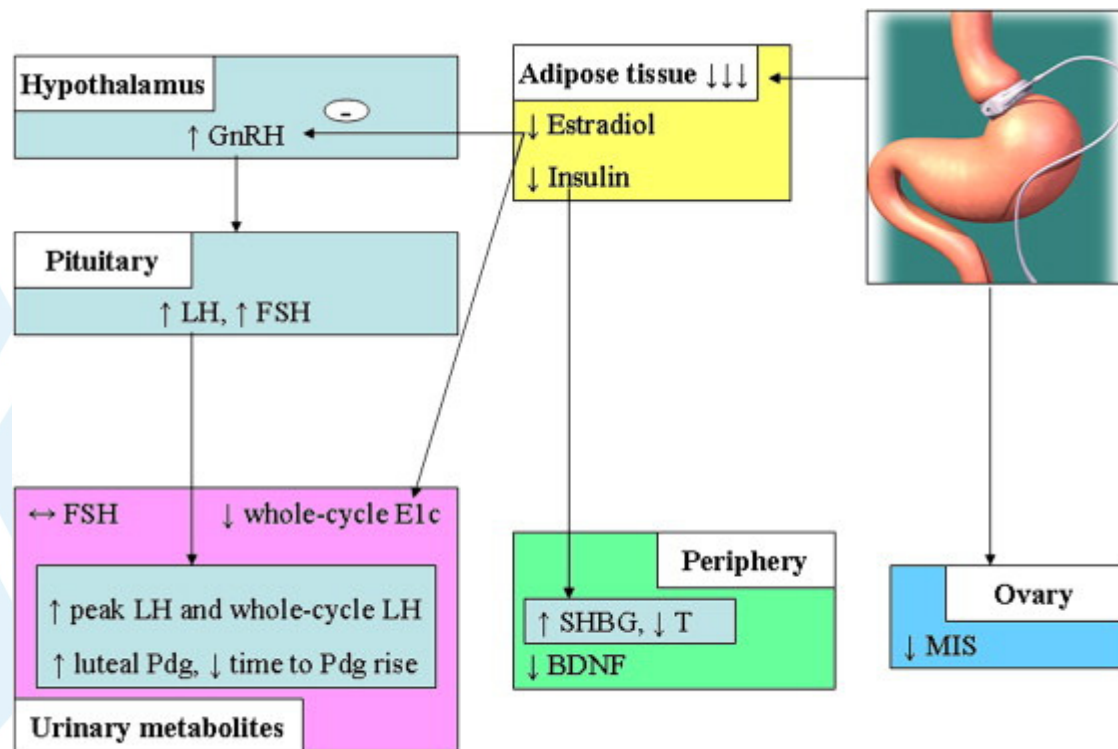 Hypothalamus
-
↑ GnRH
Adipose tissue ↓↓↓
↓ Estradiol
↓ Insulin
Pituitary
↑ LH, ↑ FSH
↔ FSH
↓ whole-cycle E1c
↑ peak LH and whole-cycle LH
↑ luteal Pdg, ↓ time to Pdg rise
Urinary metabolites
Periphery
↑ SHBG, ↓ T
↓ BDNF
Ovary
↓ MIS